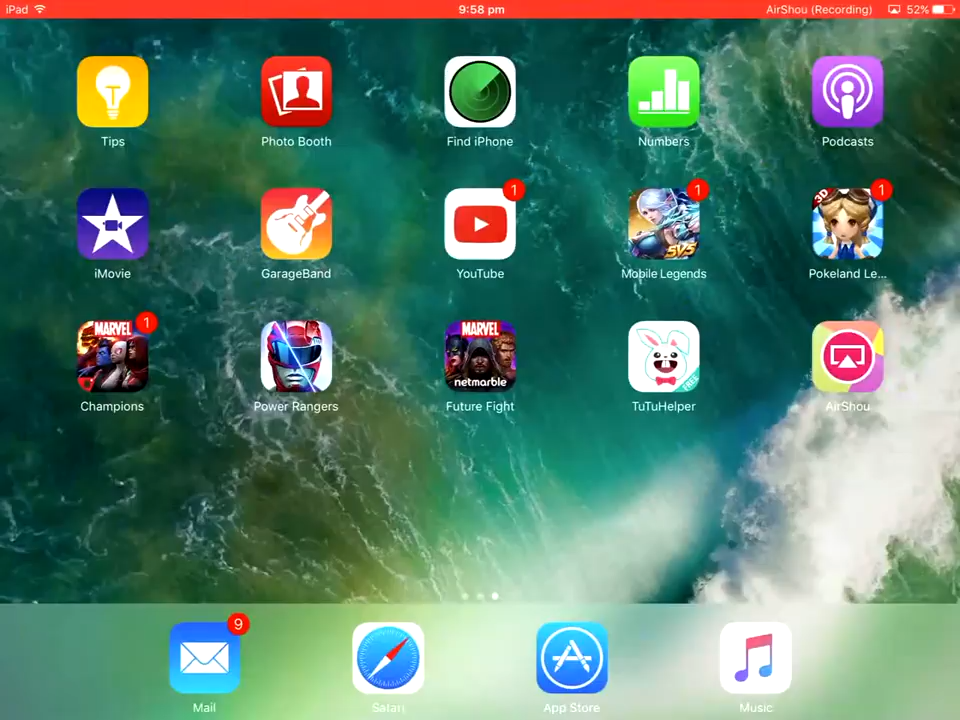 iPad 9:58 pm AirShou (Recording) 52%
Tips Photo Booth Find iPhone Numbers Podcasts
1 1 1
3D
5V5
iMovie GarageBand YouTube Mobile Legends Pokeland Le...
MARVEL 1 MARVEL
netmarble
FREE
Champions Power Rangers Future Fight TuTuHelper AirShou
9
Mail Safari App Store Music